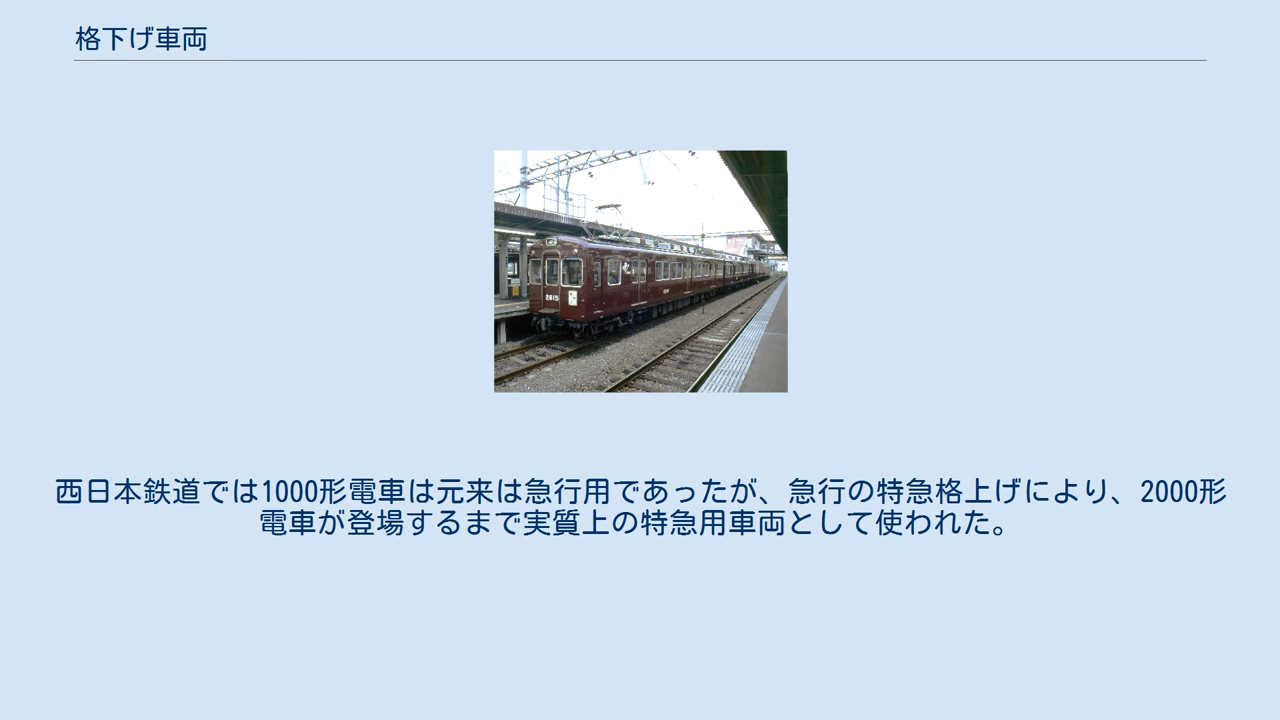 格下げ車両
2815
西日本鉄道では1000形電車は元来は急行用であったが、急行の特急格上げにより、2000形
電車が登場するまで実質上の特急用車両として使われた。